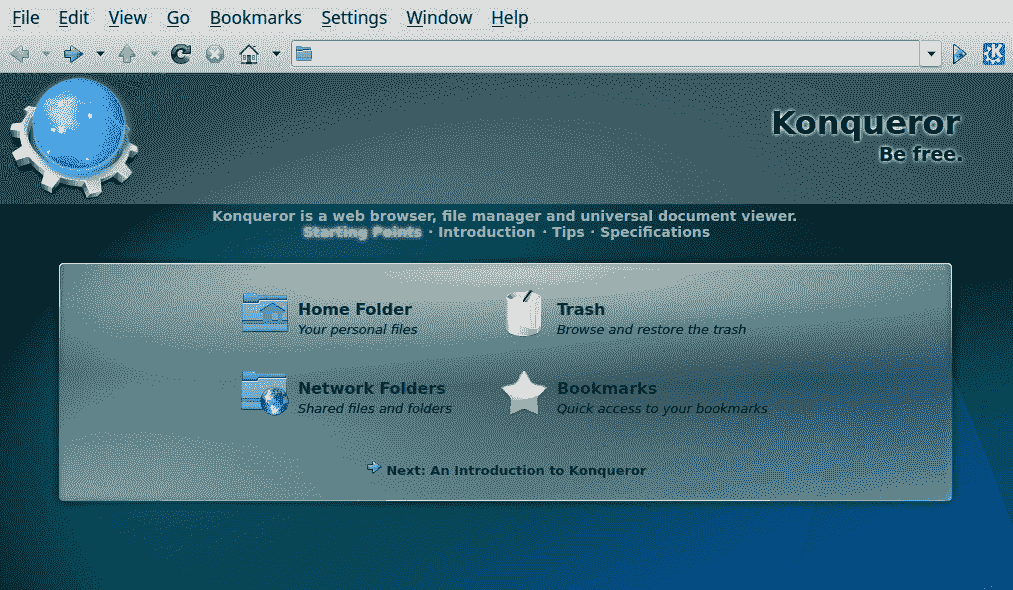 File Edit View Go Bookmarks Settings Window Help
Konqueror
Be free.
Konqueror is a web browser, file manager and universal document viewer.
Starting Points · Introduction · Tips · Specifications
Home Folder
Your personal files
Trash
Browse and restore the trash
Network Folders
Shared files and folders
Bookmarks
Quick access to your bookmarks
Next: An Introduction to Konqueror